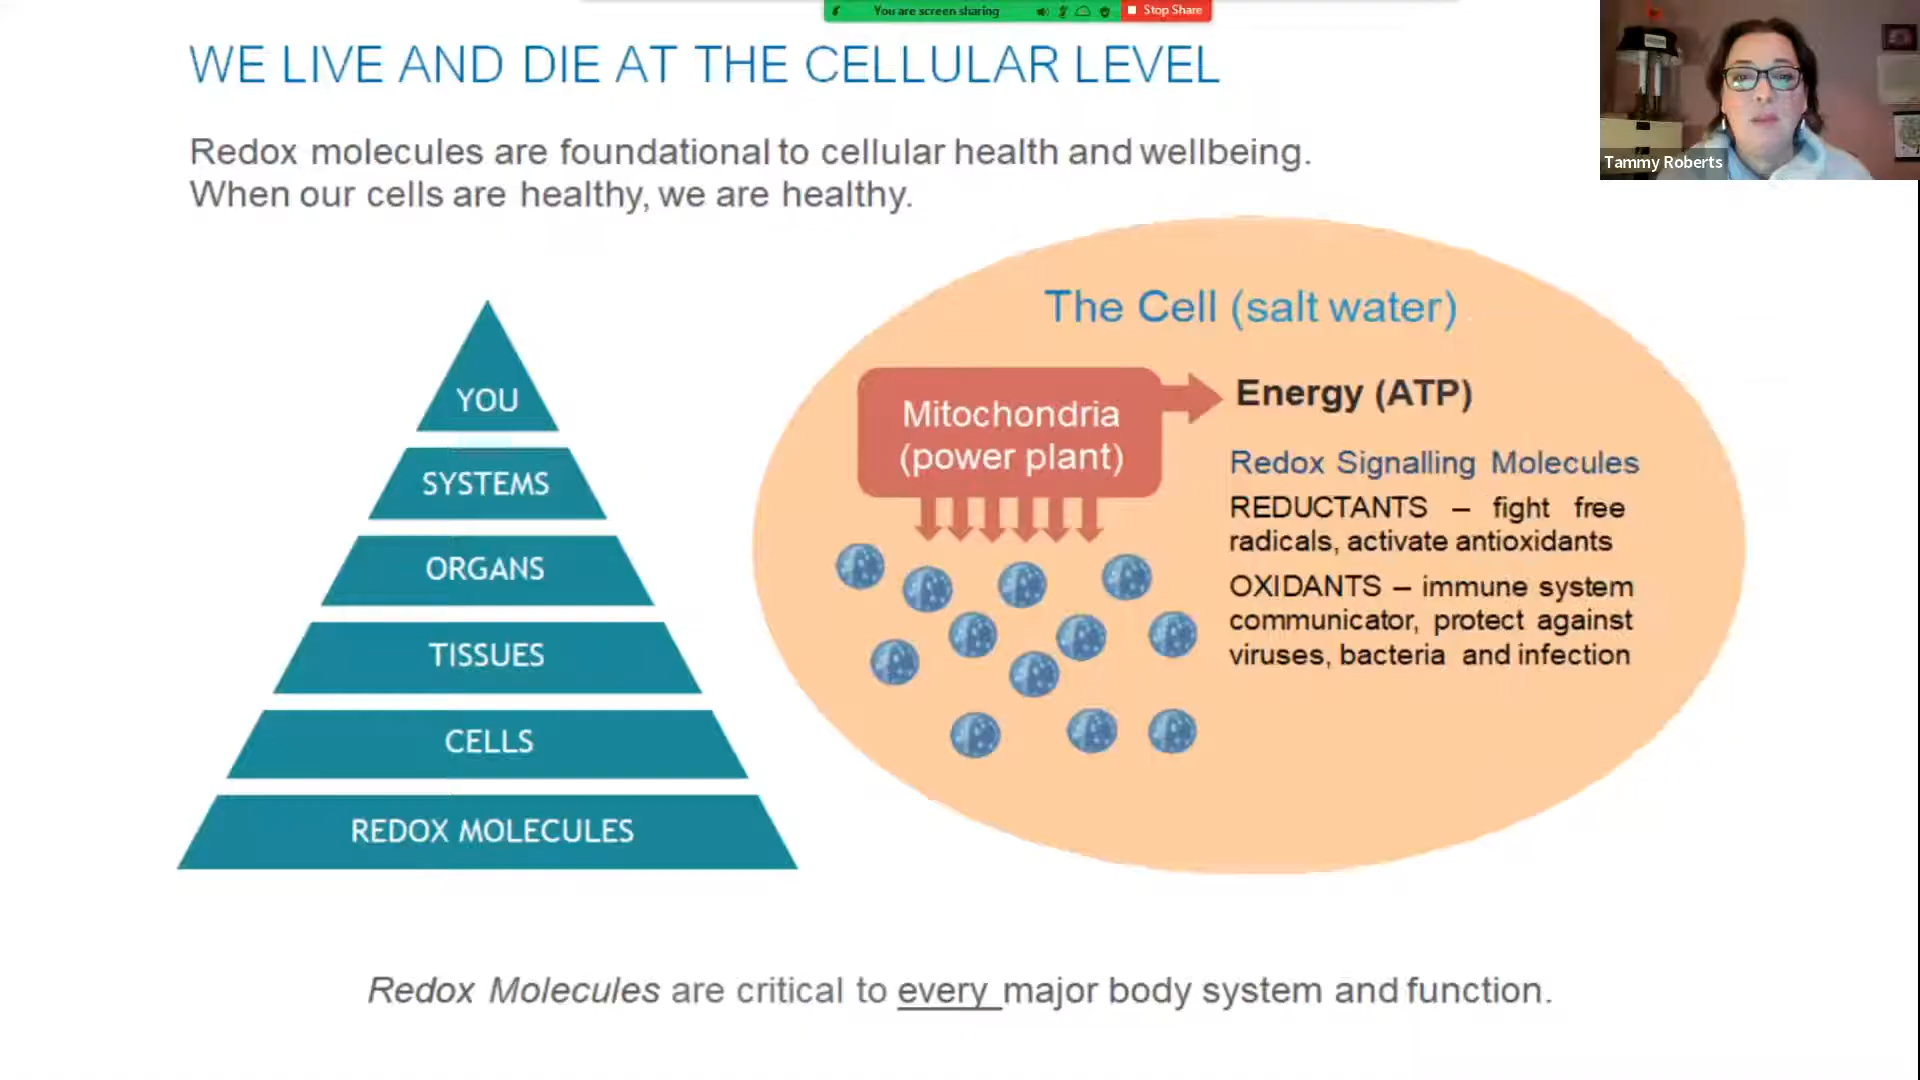 You are screen sharing
Stop Share
WE LIVE AND DIE AT THE CELLULAR LEVEL
Tammy Roberts
Redox molecules are foundational to cellular health and wellbeing.
When our cells are healthy, we are healthy.
YOU
SYSTEMS
ORGANS
TISSUES
CELLS
REDOX MOLECULES
The Cell (salt water)
Mitochondria
(power plant)
Energy (ATP)
Redox Signalling Molecules
REDUCTANTS – fight free
radicals, activate antioxidants
OXIDANTS – immune system
communicator, protect against
viruses, bacteria and infection
Redox Molecules are critical to every major body system and function.